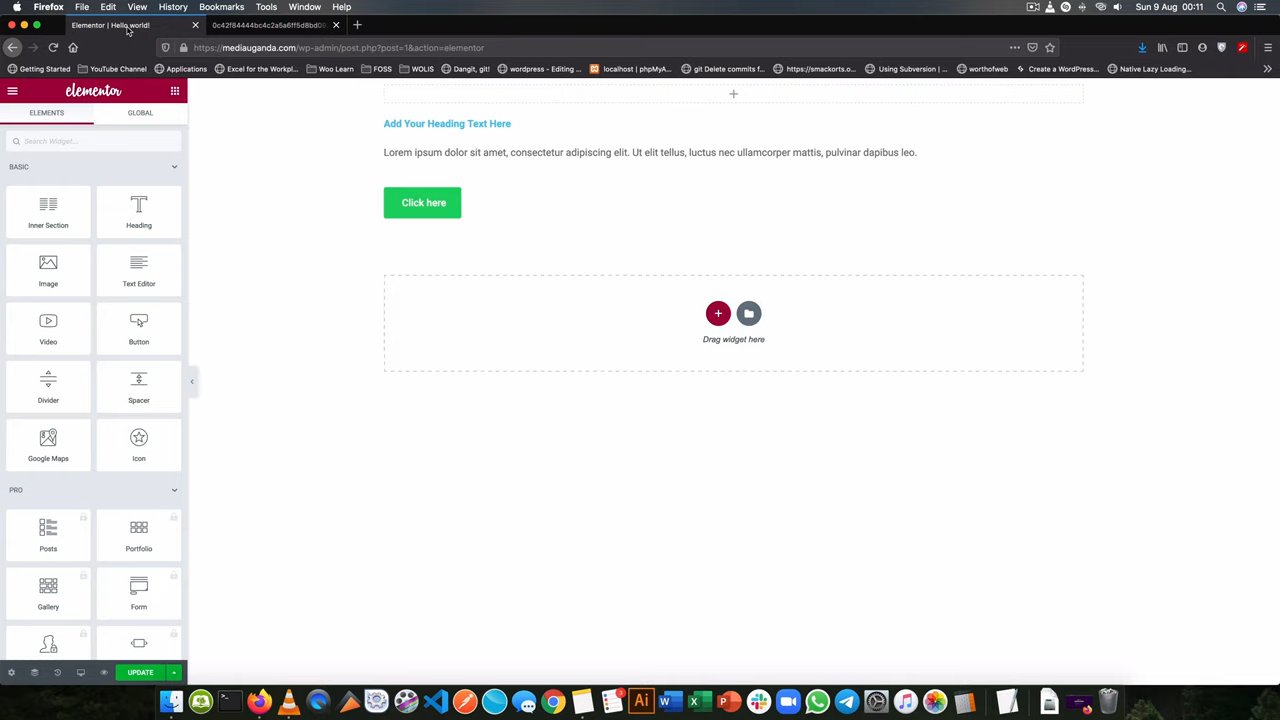 Firefox File Edit View History Bookmarks Tools Window Help Sun 9 Aug 00:11
Elementor | Hello world! 0c42f84444bc4c2a5a6ff5d8bd09
https://mediauganda.com/wp-admin/post.php?post=1&action=elementor
Getting Started YouTube Channel Applications Excel for the Workpl... Woo Learn FOSS WOLIS Dangit, git! wordpress - Editing ... localhost | phpMyA... git Delete commits f... https://smackorts.co... Using Subversion |... worthofweb Create a WordPress... Native Lazy Loading...
elementor
ELEMENTS GLOBAL
Search Widget...
BASIC
Inner Section Heading
Image Text Editor
Video Button
Divider Spacer
Google Maps Icon
PRO
Posts Portfolio
Gallery Form
UPDATE
Add Your Heading Text Here
Lorem ipsum dolor sit amet, consectetur adipiscing elit. Ut elit tellus, luctus nec ullamcorper mattis, pulvinar dapibus leo.
Click here
Drag widget here